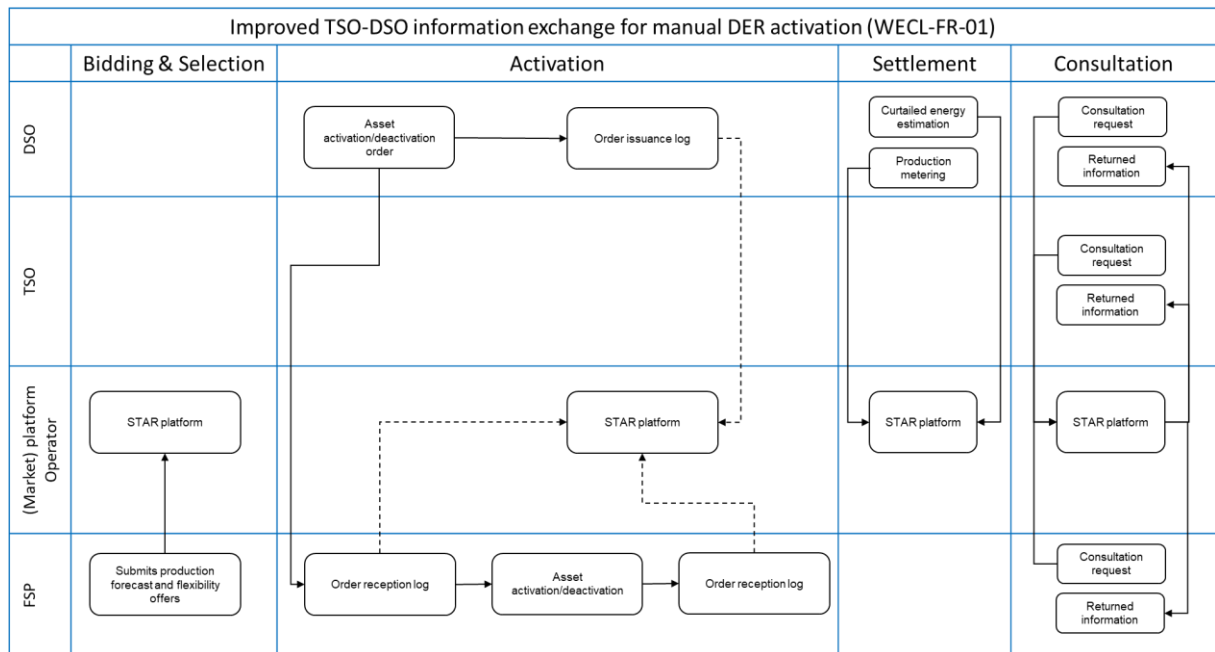 Improved TSO-DSO information exchange for manual DER activation (WECL-FR-01)
Bidding & Selection
Activation
Settlement
Consultation
DSO
Asset
activation/deactivation
order
Order issuance log
Curtailed energy
estimation
Production
metering
Consultation
request
Returned
information
TSO
Consultation
request
Returned
information
(Market) platform
Operator
STAR platform
STAR platform
STAR platform
STAR platform
FSP
Submits production
forecast and flexibility
offers
Order reception log
Asset
activation/deactivation
Order reception log
Consultation
request
Returned
information